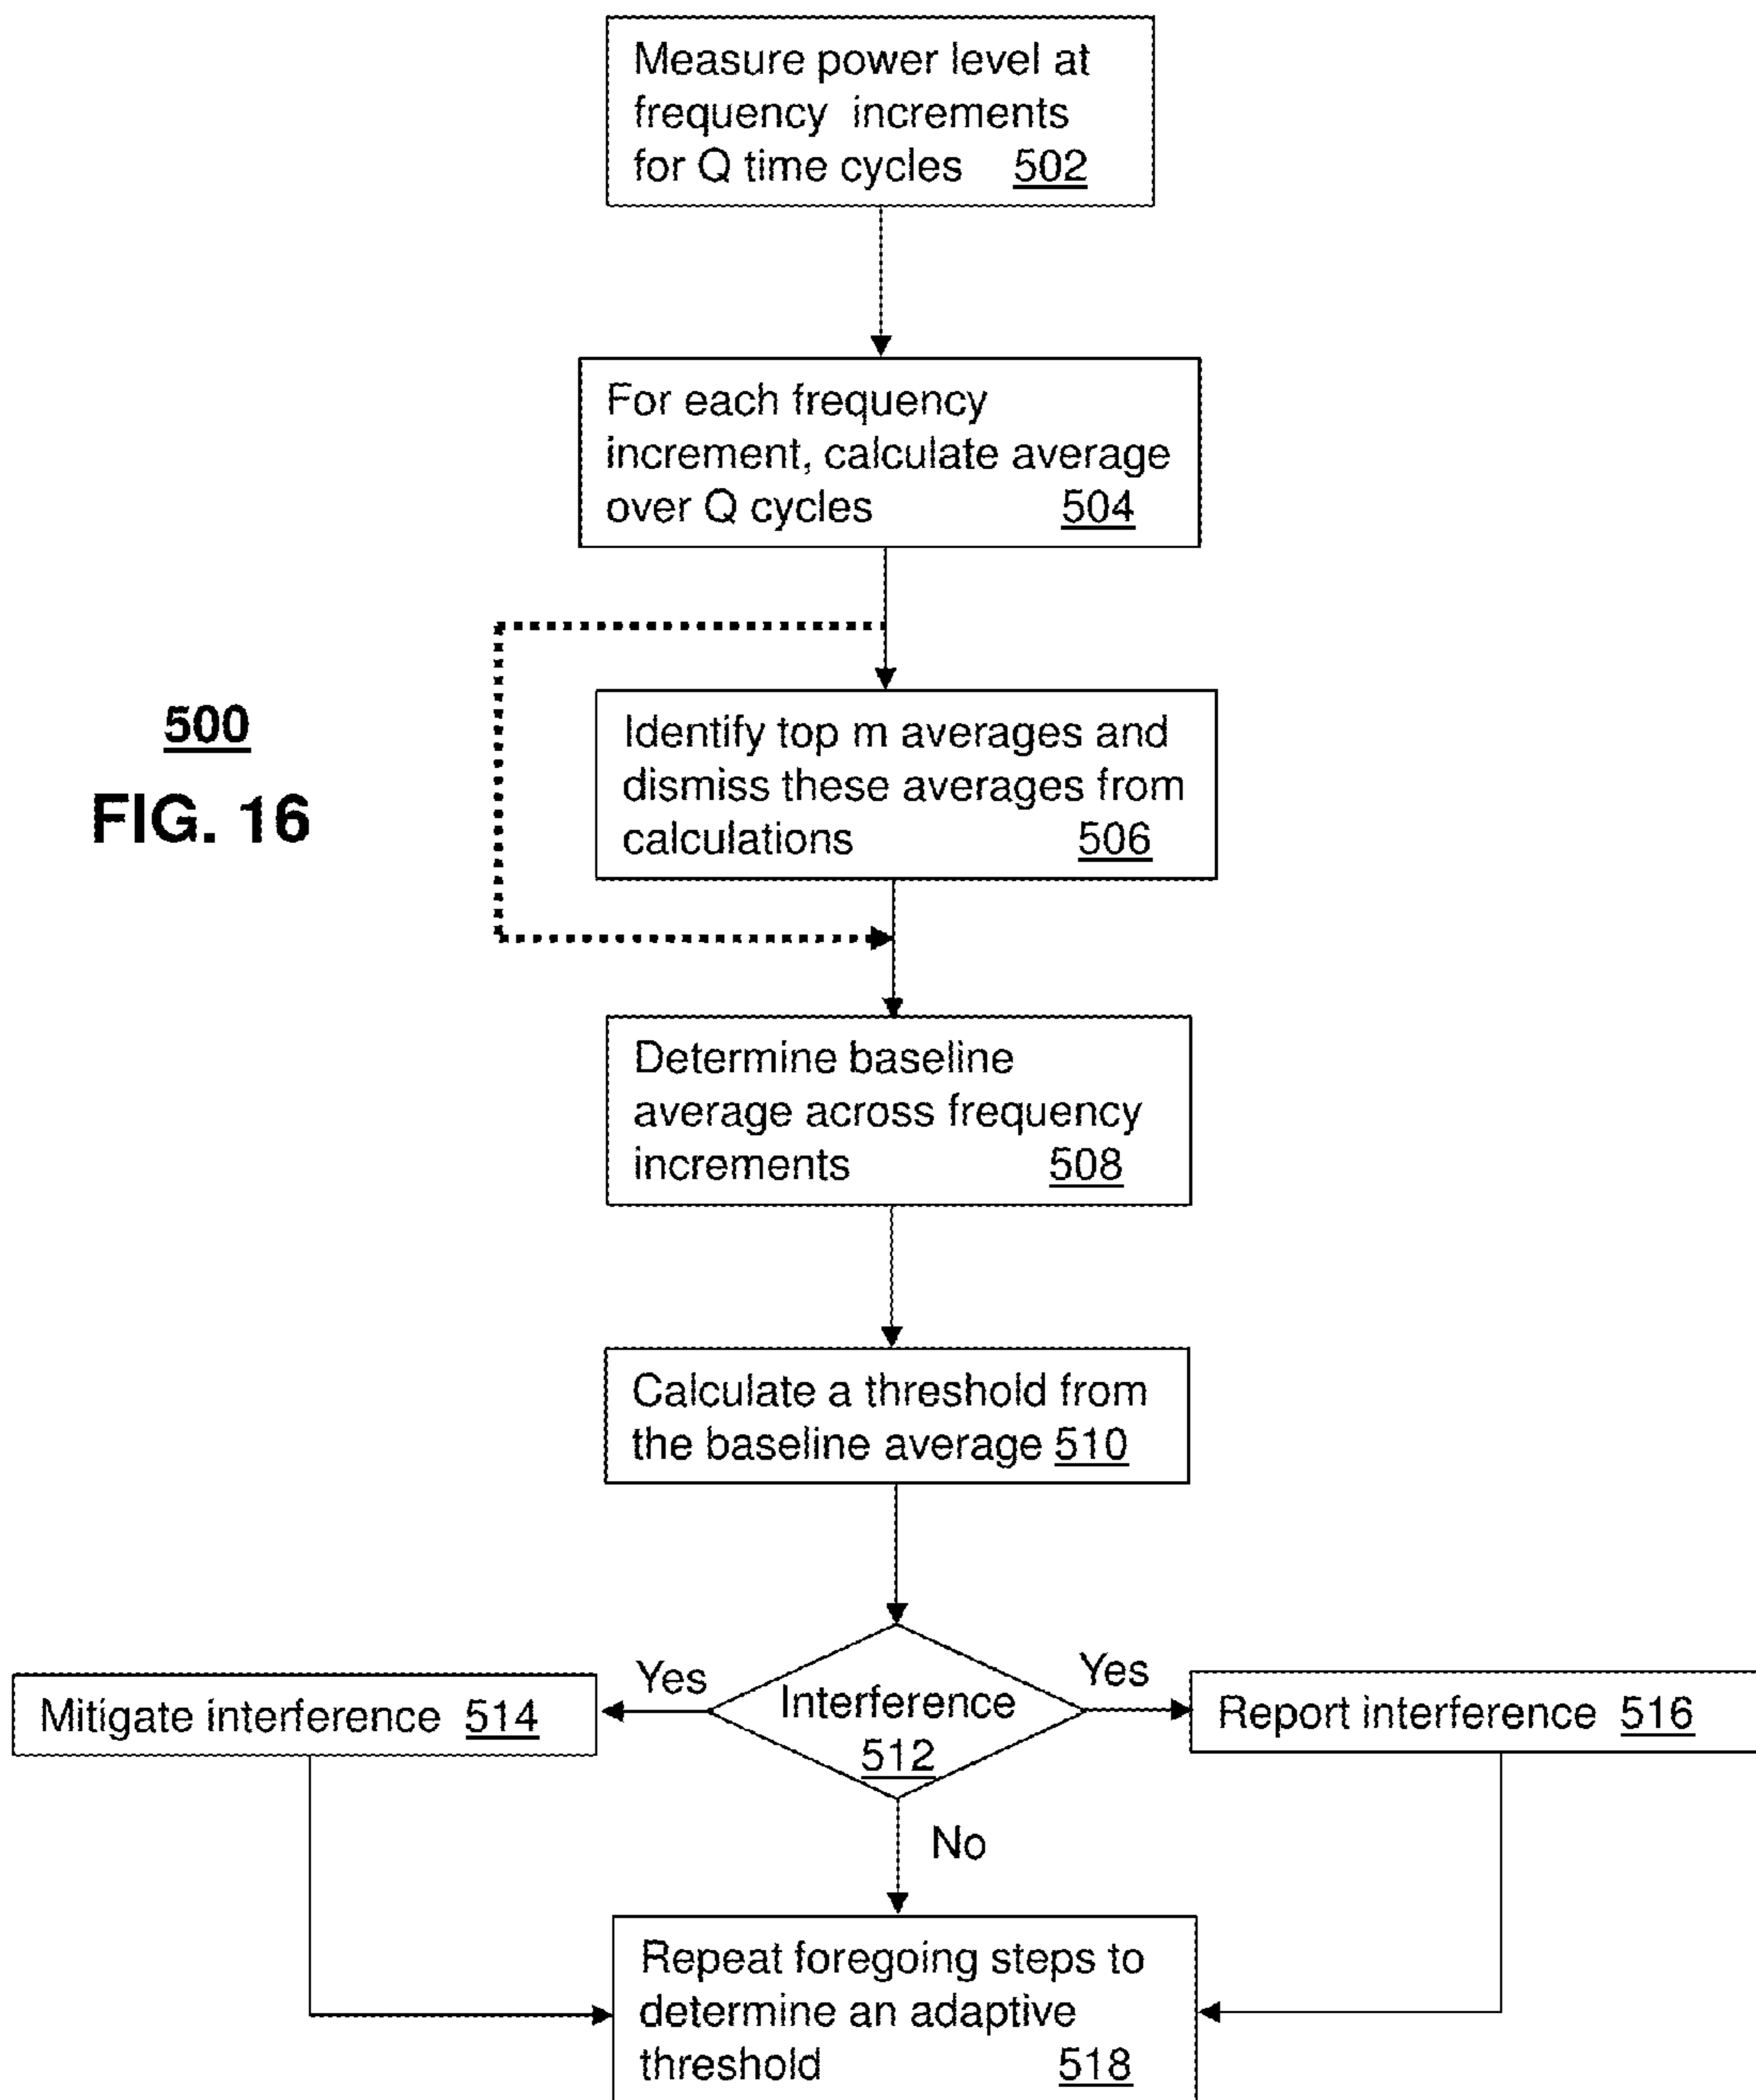 Measure power level at
frequency increments
for Q time cycles 502
For each frequency
increment, calculate average
over Q cycles 504
500
FIG. 16
Identify top m averages and
dismiss these averages from
calculations 506
Determine baseline
average across frequency
increments 508
Calculate a threshold from
the baseline average 510
Yes
Yes
Mitigate interference 514
Interference
512
Report interference 516
No
Repeat foregoing steps to
determine an adaptive
threshold 518